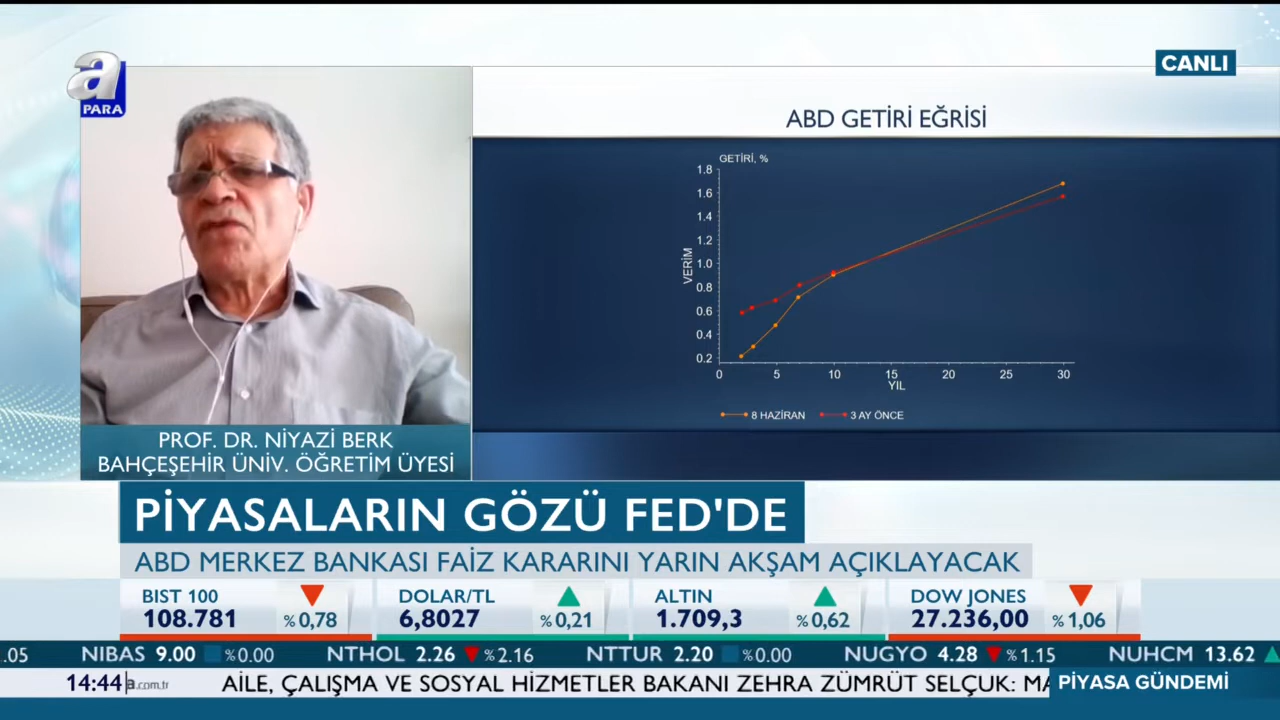 a
PARA
CANLI
ABD GETİRİ EĞRİSİ
GETİRİ, %
1.8
1.6
1.4
1.2
1.0
0.8
0.6
0.4
0.2
VERİM
0 5 10 15 20 25 30
YIL
8 HAZİRAN 3 AY ÖNCE
PROF. DR. NİYAZİ BERK
BAHÇEŞEHİR ÜNİV. ÖĞRETİM ÜYESİ
PİYASALARIN GÖZÜ FED'DE
ABD MERKEZ BANKASI FAİZ KARARINI YARIN AKŞAM AÇIKLAYACAK
BIST 100 108.781 %0,78
DOLAR/TL 6,8027 %0,21
ALTIN 1.709,3 %0,62
DOW JONES 27.236,00 %1,06
.05 NIBAS 9.00 %0.00 NTHOL 2.26 %2.16 NTTUR 2.20 %0.00 NUGYO 4.28 %1.15 NUHCM 13.62
14:44 a.com.tr AİLE, ÇALIŞMA VE SOSYAL HİZMETLER BAKANI ZEHRA ZÜMRÜT SELÇUK: MA PİYASA GÜNDEMİ